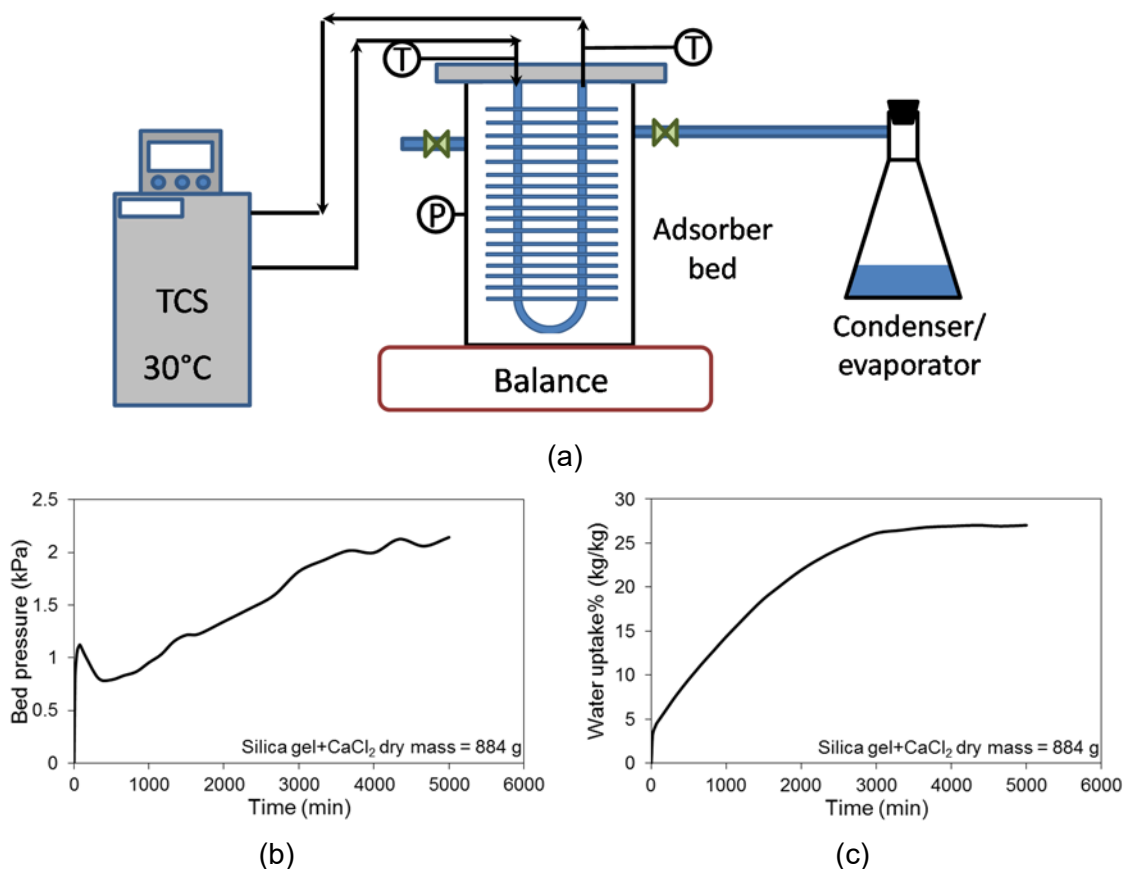 T
T
P
TCS
30°C
Adsorber
bed
Condenser/
evaporator
Balance
(a)
2.5
2
1.5
1
0.5
0
Bed pressure (kPa)
0 1000 2000 3000 4000 5000 6000
Time (min)
Silica gel+CaCl₂ dry mass = 884 g
(b)
30
25
20
15
10
5
0
Water uptake% (kg/kg)
0 1000 2000 3000 4000 5000 6000
Time (min)
Silica gel+CaCl₂ dry mass = 884 g
(c)